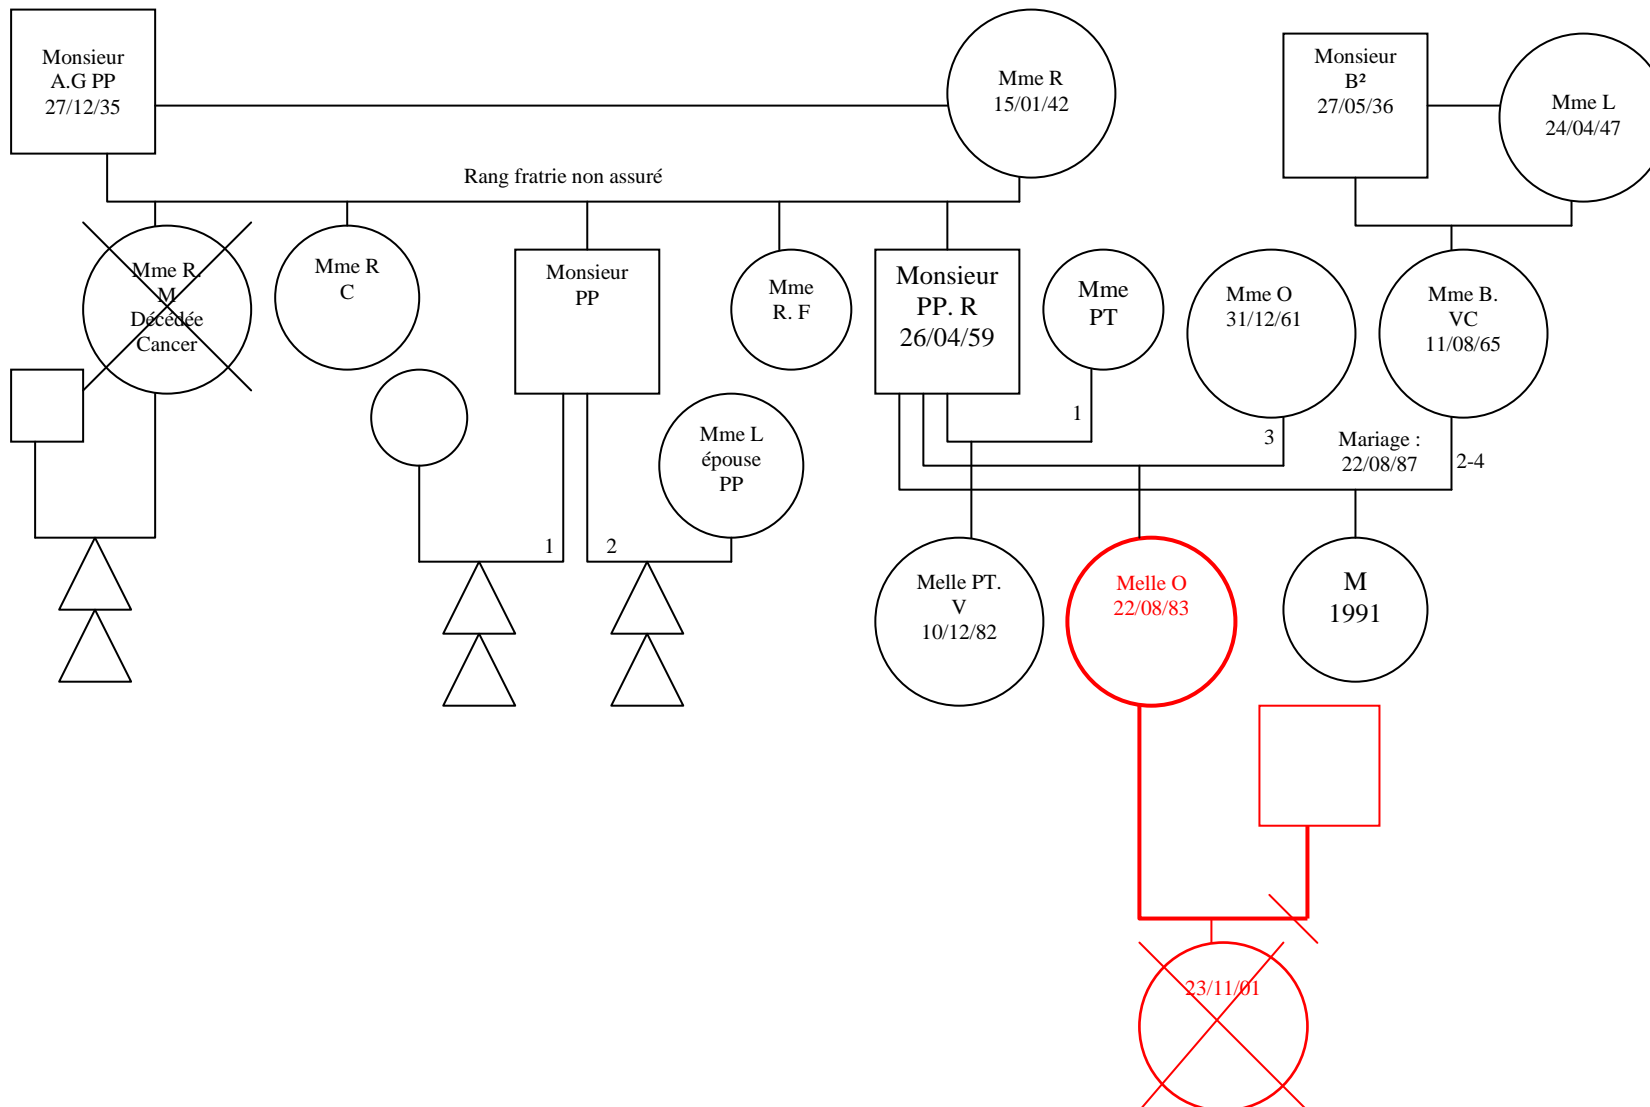 Monsieur
A.G PP
27/12/35
Mme R
15/01/42
Monsieur
B²
27/05/36
Mme L
24/04/47
Rang fratrie non assuré
Mme R.
M
Décédée
Cancer
Mme R
C
Monsieur
PP
Mme
R. F
Monsieur
PP. R
26/04/59
Mme
PT
Mme O
31/12/61
Mme B.
VC
11/08/65
Mme L
épouse
PP
1
3
Mariage :
22/08/87
2-4
1
2
Melle PT.
V
10/12/82
Melle O
22/08/83
M
1991
23/11/01